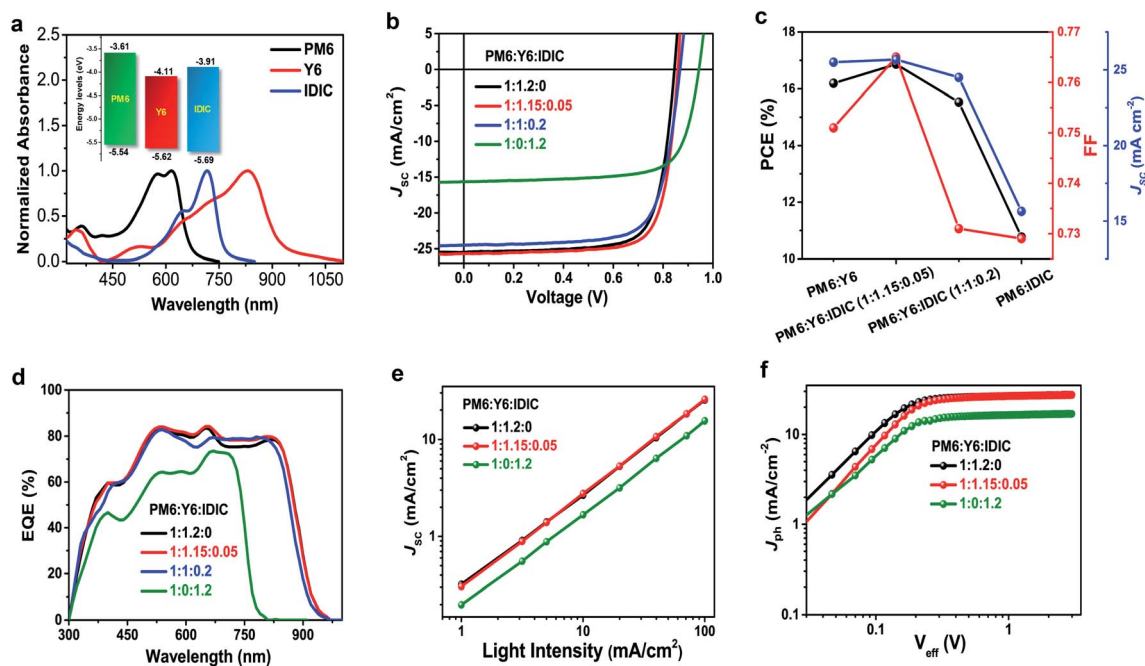 a
2.5
2.0
1.5
1.0
0.5
0.0
Normalized Absorbance
450 600 750 900 1050
Wavelength (nm)
PM6
Y6
IDIC
Energy levels (eV)
-3.5
-4.0
-4.5
-5.0
-5.5
-3.61
-4.11
-3.91
PM6
Y6
IDIC
-5.54
-5.62
-5.69
b
PM6:Y6:IDIC
1:1.2:0
1:1.15:0.05
1:1:0.2
1:0:1.2
5
0
-5
-10
-15
-20
-25
Jsc (mA/cm2)
0.0 0.2 0.4 0.6 0.8 1.0
Voltage (V)
c
18
16
14
12
10
PCE (%)
0.77
0.76
0.75
0.74
0.73
FF
25
20
15
Jsc (mA cm-2)
PM6:Y6
PM6:Y6:IDIC (1:1.15:0.05)
PM6:Y6:IDIC (1:1:0.2)
PM6:IDIC
d
100
80
60
40
20
0
EQE (%)
PM6:Y6:IDIC
1:1.2:0
1:1.15:0.05
1:1:0.2
1:0:1.2
300 450 600 750 900
Wavelength (nm)
e
PM6:Y6:IDIC
1:1.2:0
1:1.15:0.05
1:0:1.2
10
1
Jsc (mA/cm2)
1 10 100
Light Intensity (mA/cm2)
f
100
10
1
0.1
Jph (mA/cm-2)
PM6:Y6:IDIC
1:1.2:0
1:1.15:0.05
1:0:1.2
0.1 1
Veff (V)